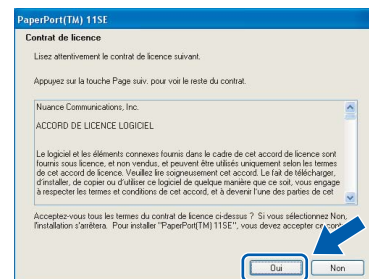 PaperPort(TM) 11SE
Contrat de licence
Lisez attentivement le contrat de licence suivant.
Appuyez sur la touche Page suiv. pour voir le reste du contrat.
Nuance Communications, Inc.
ACCORD DE LICENCE LOGICIEL
Le logiciel et les éléments connexes fournis dans le cadre de cet accord de licence sont
fournis sous licence, et non vendus, et peuvent être utilisés uniquement selon les termes
de cet accord de licence. Veuillez lire soigneusement cet accord. Le fait de télécharger,
d'installer, de copier ou d'utiliser ce logiciel de quelque manière que ce soit, vous engage
à respecter les termes et conditions de cet accord, et à devenir l'une des parties de cet
Acceptez-vous tous les termes du contrat de licence ci-dessus ? Si vous sélectionnez Non,
l'installation s'arrêtera. Pour installer "PaperPort(TM) 11SE", vous devez accepter ce
Oui
Non